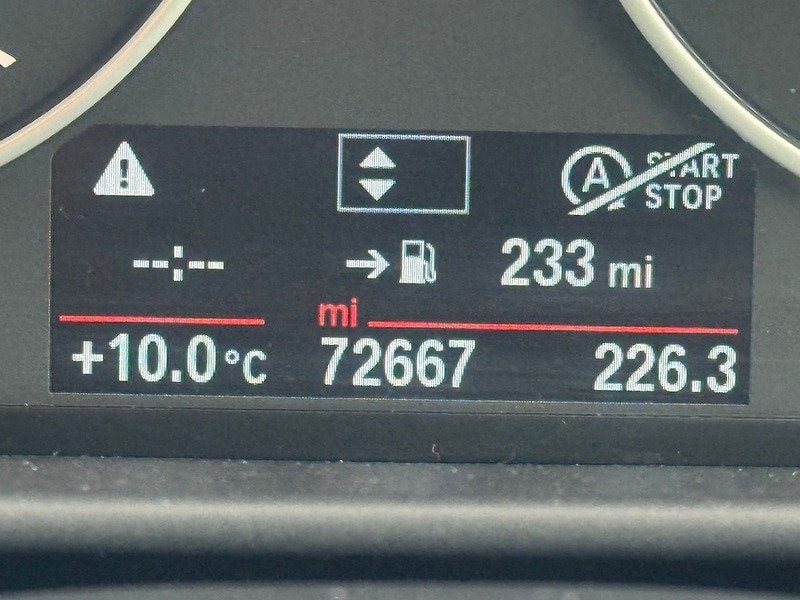 A START
STOP
--:-- 233 mi
mi
+10.0 °C 72667 226.3